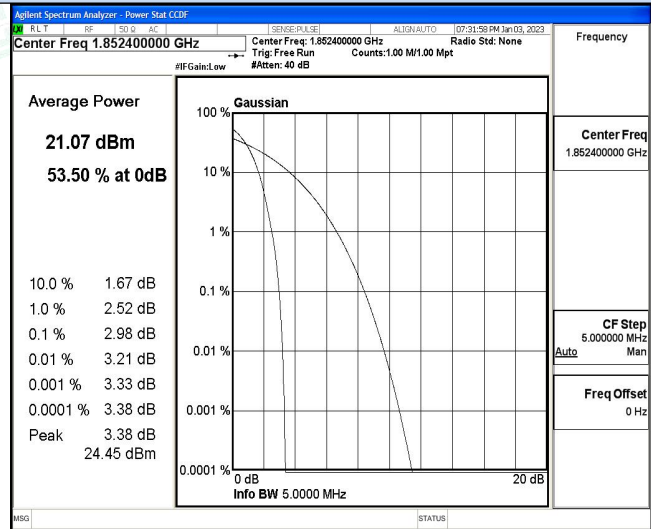 Agilent Spectrum Analyzer - Power Stat CCDF
LXI RL T RF 50 Ω AC SENSE:PULSE ALIGN AUTO 07:31:58 PM Jan 03, 2023
Center Freq 1.852400000 GHz
Center Freq: 1.852400000 GHz Radio Std: None
Trig: Free Run Counts:1.00 M/1.00 Mpt
#IFGain:Low #Atten: 40 dB
Frequency
Average Power
21.07 dBm
53.50 % at 0dB
10.0 % 1.67 dB
1.0 % 2.52 dB
0.1 % 2.98 dB
0.01 % 3.21 dB
0.001 % 3.33 dB
0.0001 % 3.38 dB
Peak 3.38 dB
24.45 dBm
Gaussian
100 %
10 %
1 %
0.1 %
0.01 %
0.001 %
0.0001 %
0 dB 20 dB
Info BW 5.0000 MHz
Center Freq
1.852400000 GHz
CF Step
5.000000 MHz
Auto Man
Freq Offset
0 Hz
MSG STATUS